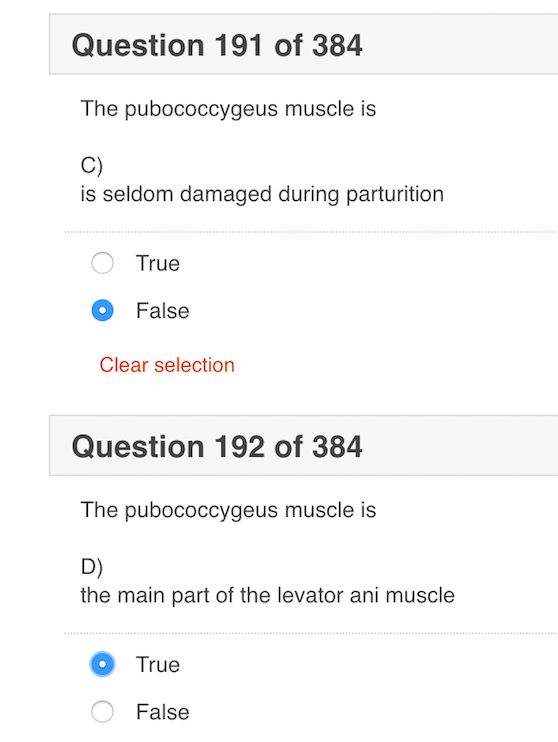 Question 191 of 384
The pubococcygeus muscle is
C)
is seldom damaged during parturition
True
False
Clear selection
Question 192 of 384
The pubococcygeus muscle is
D)
the main part of the levator ani muscle
True
False